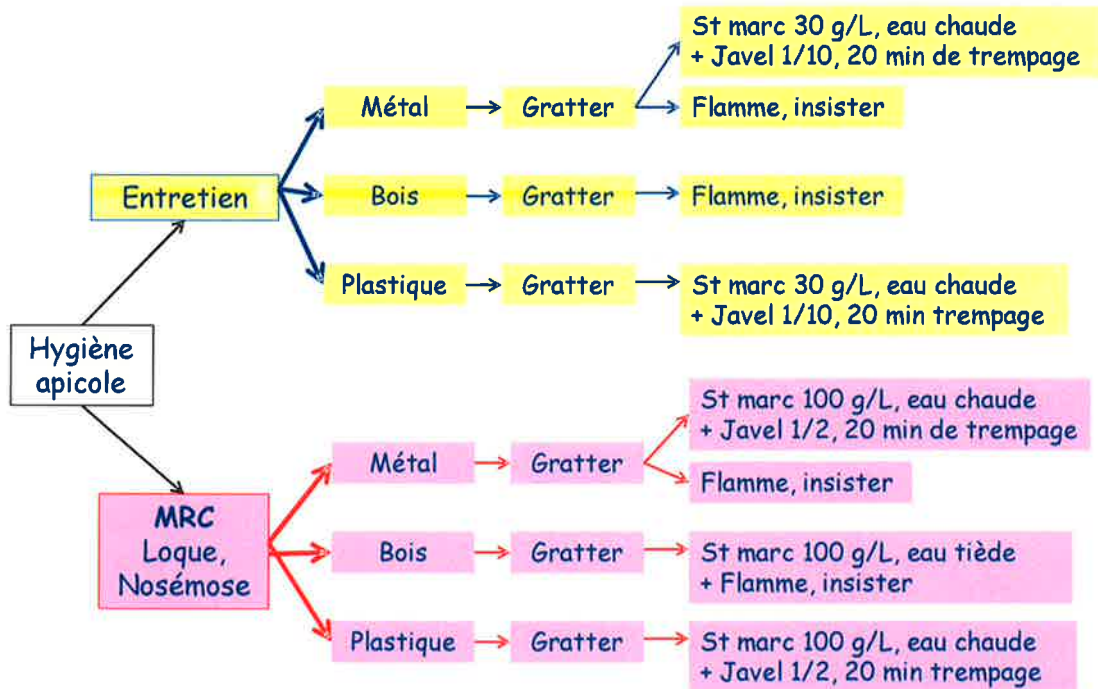 Hygiène
apicole
Entretien
Métal
Gratter
St marc 30 g/L, eau chaude
+ Javel 1/10, 20 min de trempage
Flamme, insister
Bois
Gratter
Flamme, insister
Plastique
Gratter
St marc 30 g/L, eau chaude
+ Javel 1/10, 20 min trempage
MRC
Loque,
Nosémose
Métal
Gratter
St marc 100 g/L, eau chaude
+ Javel 1/2, 20 min de trempage
Flamme, insister
Bois
Gratter
St marc 100 g/L, eau tiède
+ Flamme, insister
Plastique
Gratter
St marc 100 g/L, eau chaude
+ Javel 1/2, 20 min trempage